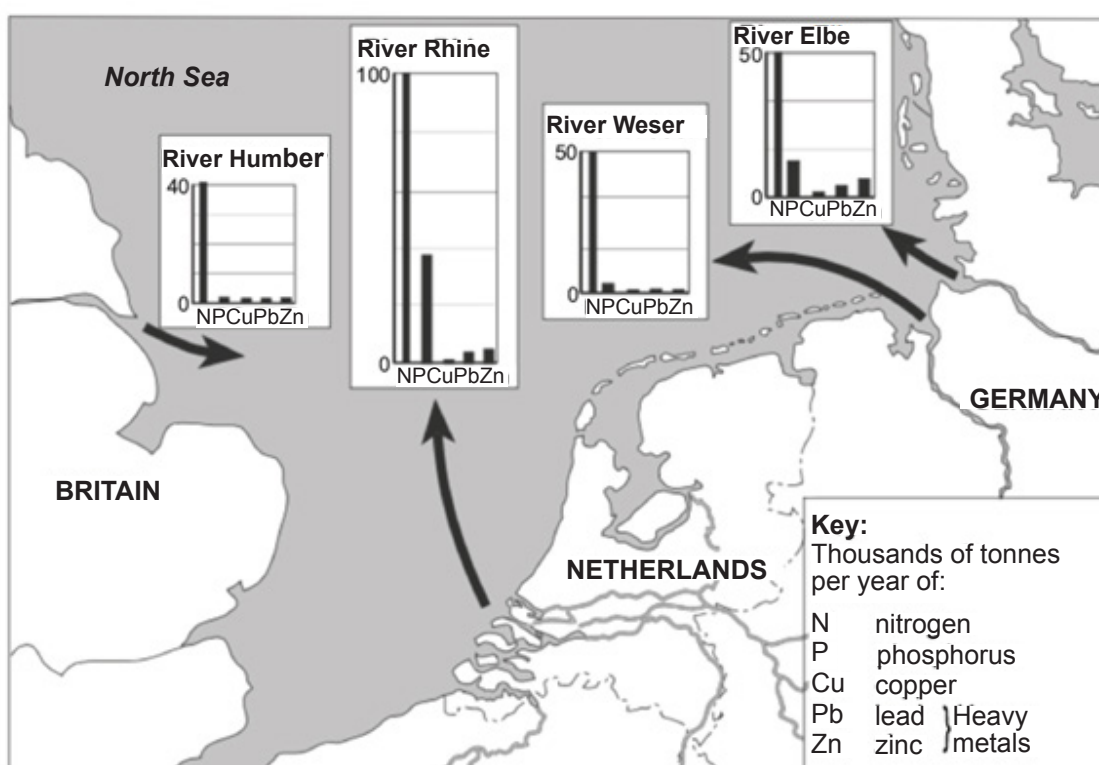 North Sea
River Humber
40
0
NPCuPbZn
River Rhine
100
0
NPCuPbZn
River Weser
50
0
NPCuPbZn
River Elbe
50
0
NPCuPbZn
BRITAIN
NETHERLANDS
GERMANY
Key:
Thousands of tonnes
per year of:
N nitrogen
P phosphorus
Cu copper
Pb lead Heavy
Zn zinc metals